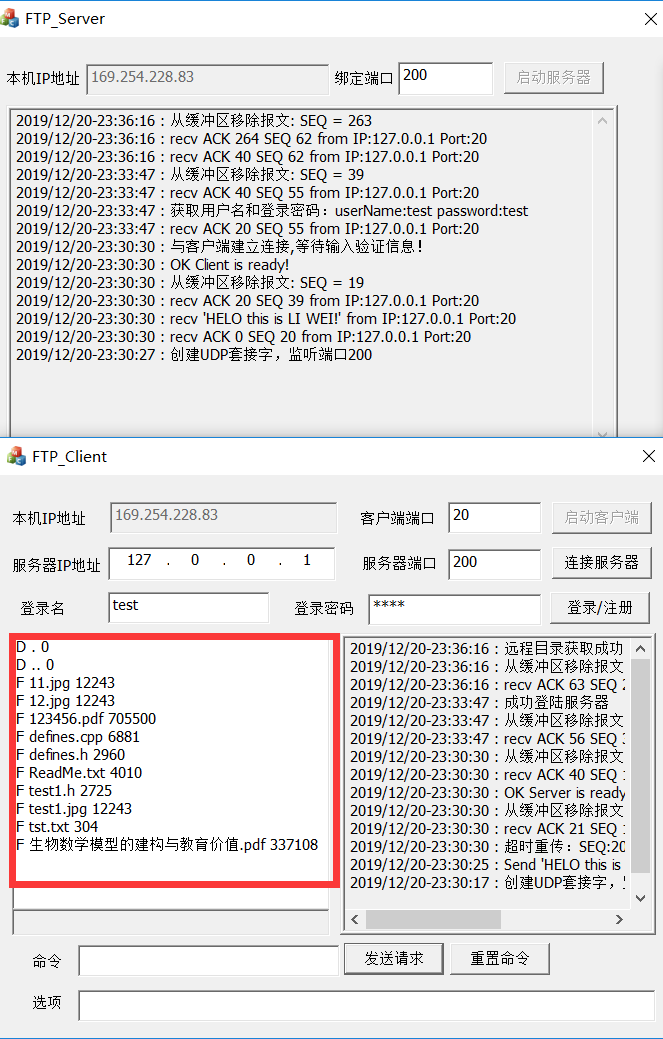 FTP_Server
本机IP地址 169.254.228.83 绑定端口 200 启动服务器
2019/12/20-23:36:16 : 从缓冲区移除报文: SEQ = 263
2019/12/20-23:36:16 : recv ACK 264 SEQ 62 from IP:127.0.0.1 Port:20
2019/12/20-23:36:16 : recv ACK 40 SEQ 62 from IP:127.0.0.1 Port:20
2019/12/20-23:33:47 : 从缓冲区移除报文: SEQ = 39
2019/12/20-23:33:47 : recv ACK 40 SEQ 55 from IP:127.0.0.1 Port:20
2019/12/20-23:33:47 : 获取用户名和登录密码：userName:test password:test
2019/12/20-23:33:47 : recv ACK 20 SEQ 55 from IP:127.0.0.1 Port:20
2019/12/20-23:30:30 : 与客户端建立连接,等待输入验证信息！
2019/12/20-23:30:30 : OK Client is ready!
2019/12/20-23:30:30 : 从缓冲区移除报文: SEQ = 19
2019/12/20-23:30:30 : recv ACK 20 SEQ 39 from IP:127.0.0.1 Port:20
2019/12/20-23:30:30 : recv 'HELO this is LI WEI!' from IP:127.0.0.1 Port:20
2019/12/20-23:30:30 : recv ACK 0 SEQ 20 from IP:127.0.0.1 Port:20
2019/12/20-23:30:27 : 创建UDP套接字，监听端口200
FTP_Client
本机IP地址 169.254.228.83 客户端端口 20 启动客户端
服务器IP地址 127 . 0 . 0 . 1 服务器端口 200 连接服务器
登录名 test 登录密码 **** 登录/注册
D . 0
D .. 0
F 11.jpg 12243
F 12.jpg 12243
F 123456.pdf 705500
F defines.cpp 6881
F defines.h 2960
F ReadMe.txt 4010
F test1.h 2725
F test1.jpg 12243
F tst.txt 304
F 生物数学模型的建构与教育价值.pdf 337108
2019/12/20-23:36:16 : 远程目录获取成功
2019/12/20-23:36:16 : 从缓冲区移除报文
2019/12/20-23:36:16 : recv ACK 63 SEQ
2019/12/20-23:33:47 : 成功登陆服务器
2019/12/20-23:33:47 : 从缓冲区移除报文
2019/12/20-23:33:47 : recv ACK 56 SEQ
2019/12/20-23:30:30 : 从缓冲区移除报文
2019/12/20-23:30:30 : recv ACK 40 SEQ
2019/12/20-23:30:30 : OK Server is ready
2019/12/20-23:30:30 : 从缓冲区移除报文
2019/12/20-23:30:30 : recv ACK 21 SEQ
2019/12/20-23:30:30 : 超时重传：SEQ:20
2019/12/20-23:30:25 : Send 'HELO this is
2019/12/20-23:30:17 : 创建UDP套接字，
命令 发送请求 重置命令
选项